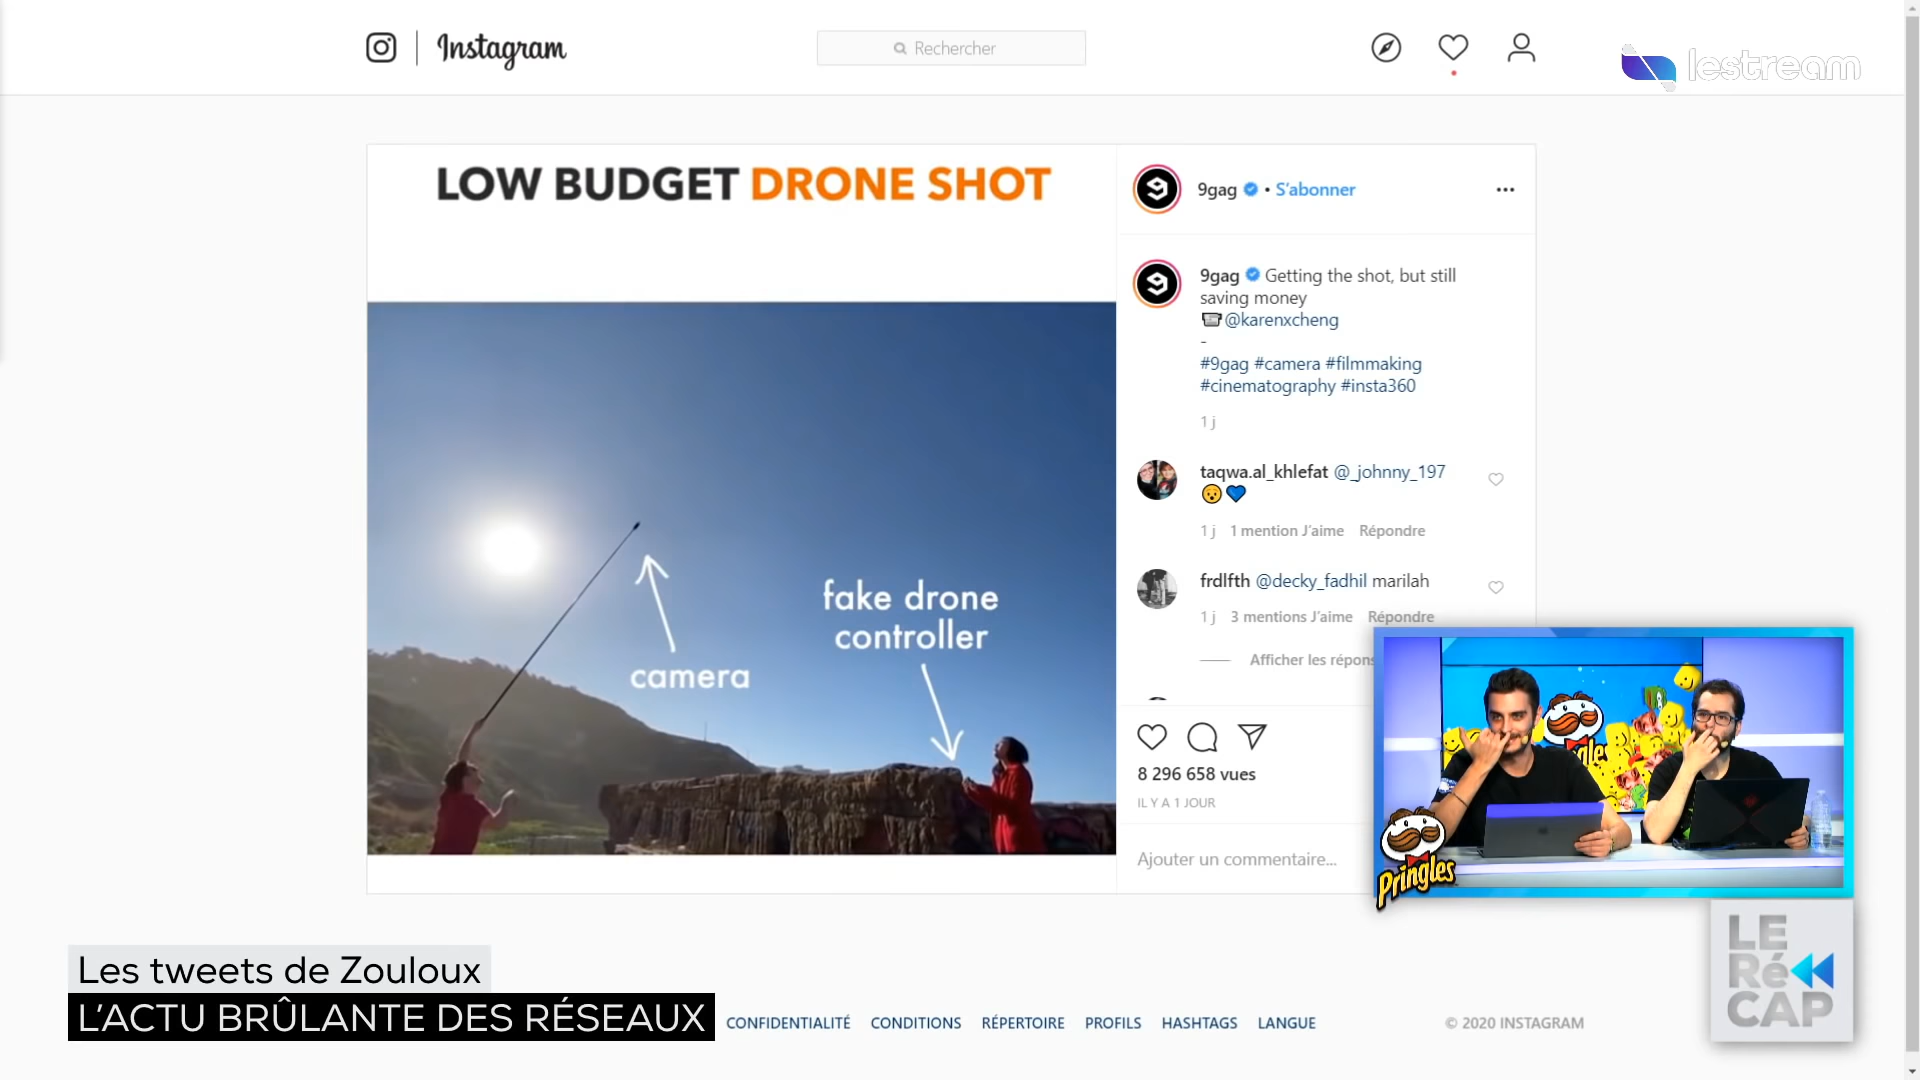 Instagram
Rechercher
lestream
LOW BUDGET DRONE SHOT
camera
fake drone
controller
9gag • S'abonner
9gag Getting the shot, but still
saving money
@karenxcheng
-
#9gag #camera #filmmaking
#cinematography #insta360
1 j
taqwa.al_khlefat @_johnny_197
1 j 1 mention J'aime Répondre
frdlfth @decky_fadhil marilah
1 j 3 mentions J'aime Répondre
Afficher les répons
8 296 658 vues
IL Y A 1 JOUR
Ajouter un commentaire...
Pringles
LE
Ré
CAP
Les tweets de Zouloux
L'ACTU BRÛLANTE DES RÉSEAUX
CONFIDENTIALITÉ CONDITIONS RÉPERTOIRE PROFILS HASHTAGS LANGUE
© 2020 INSTAGRAM